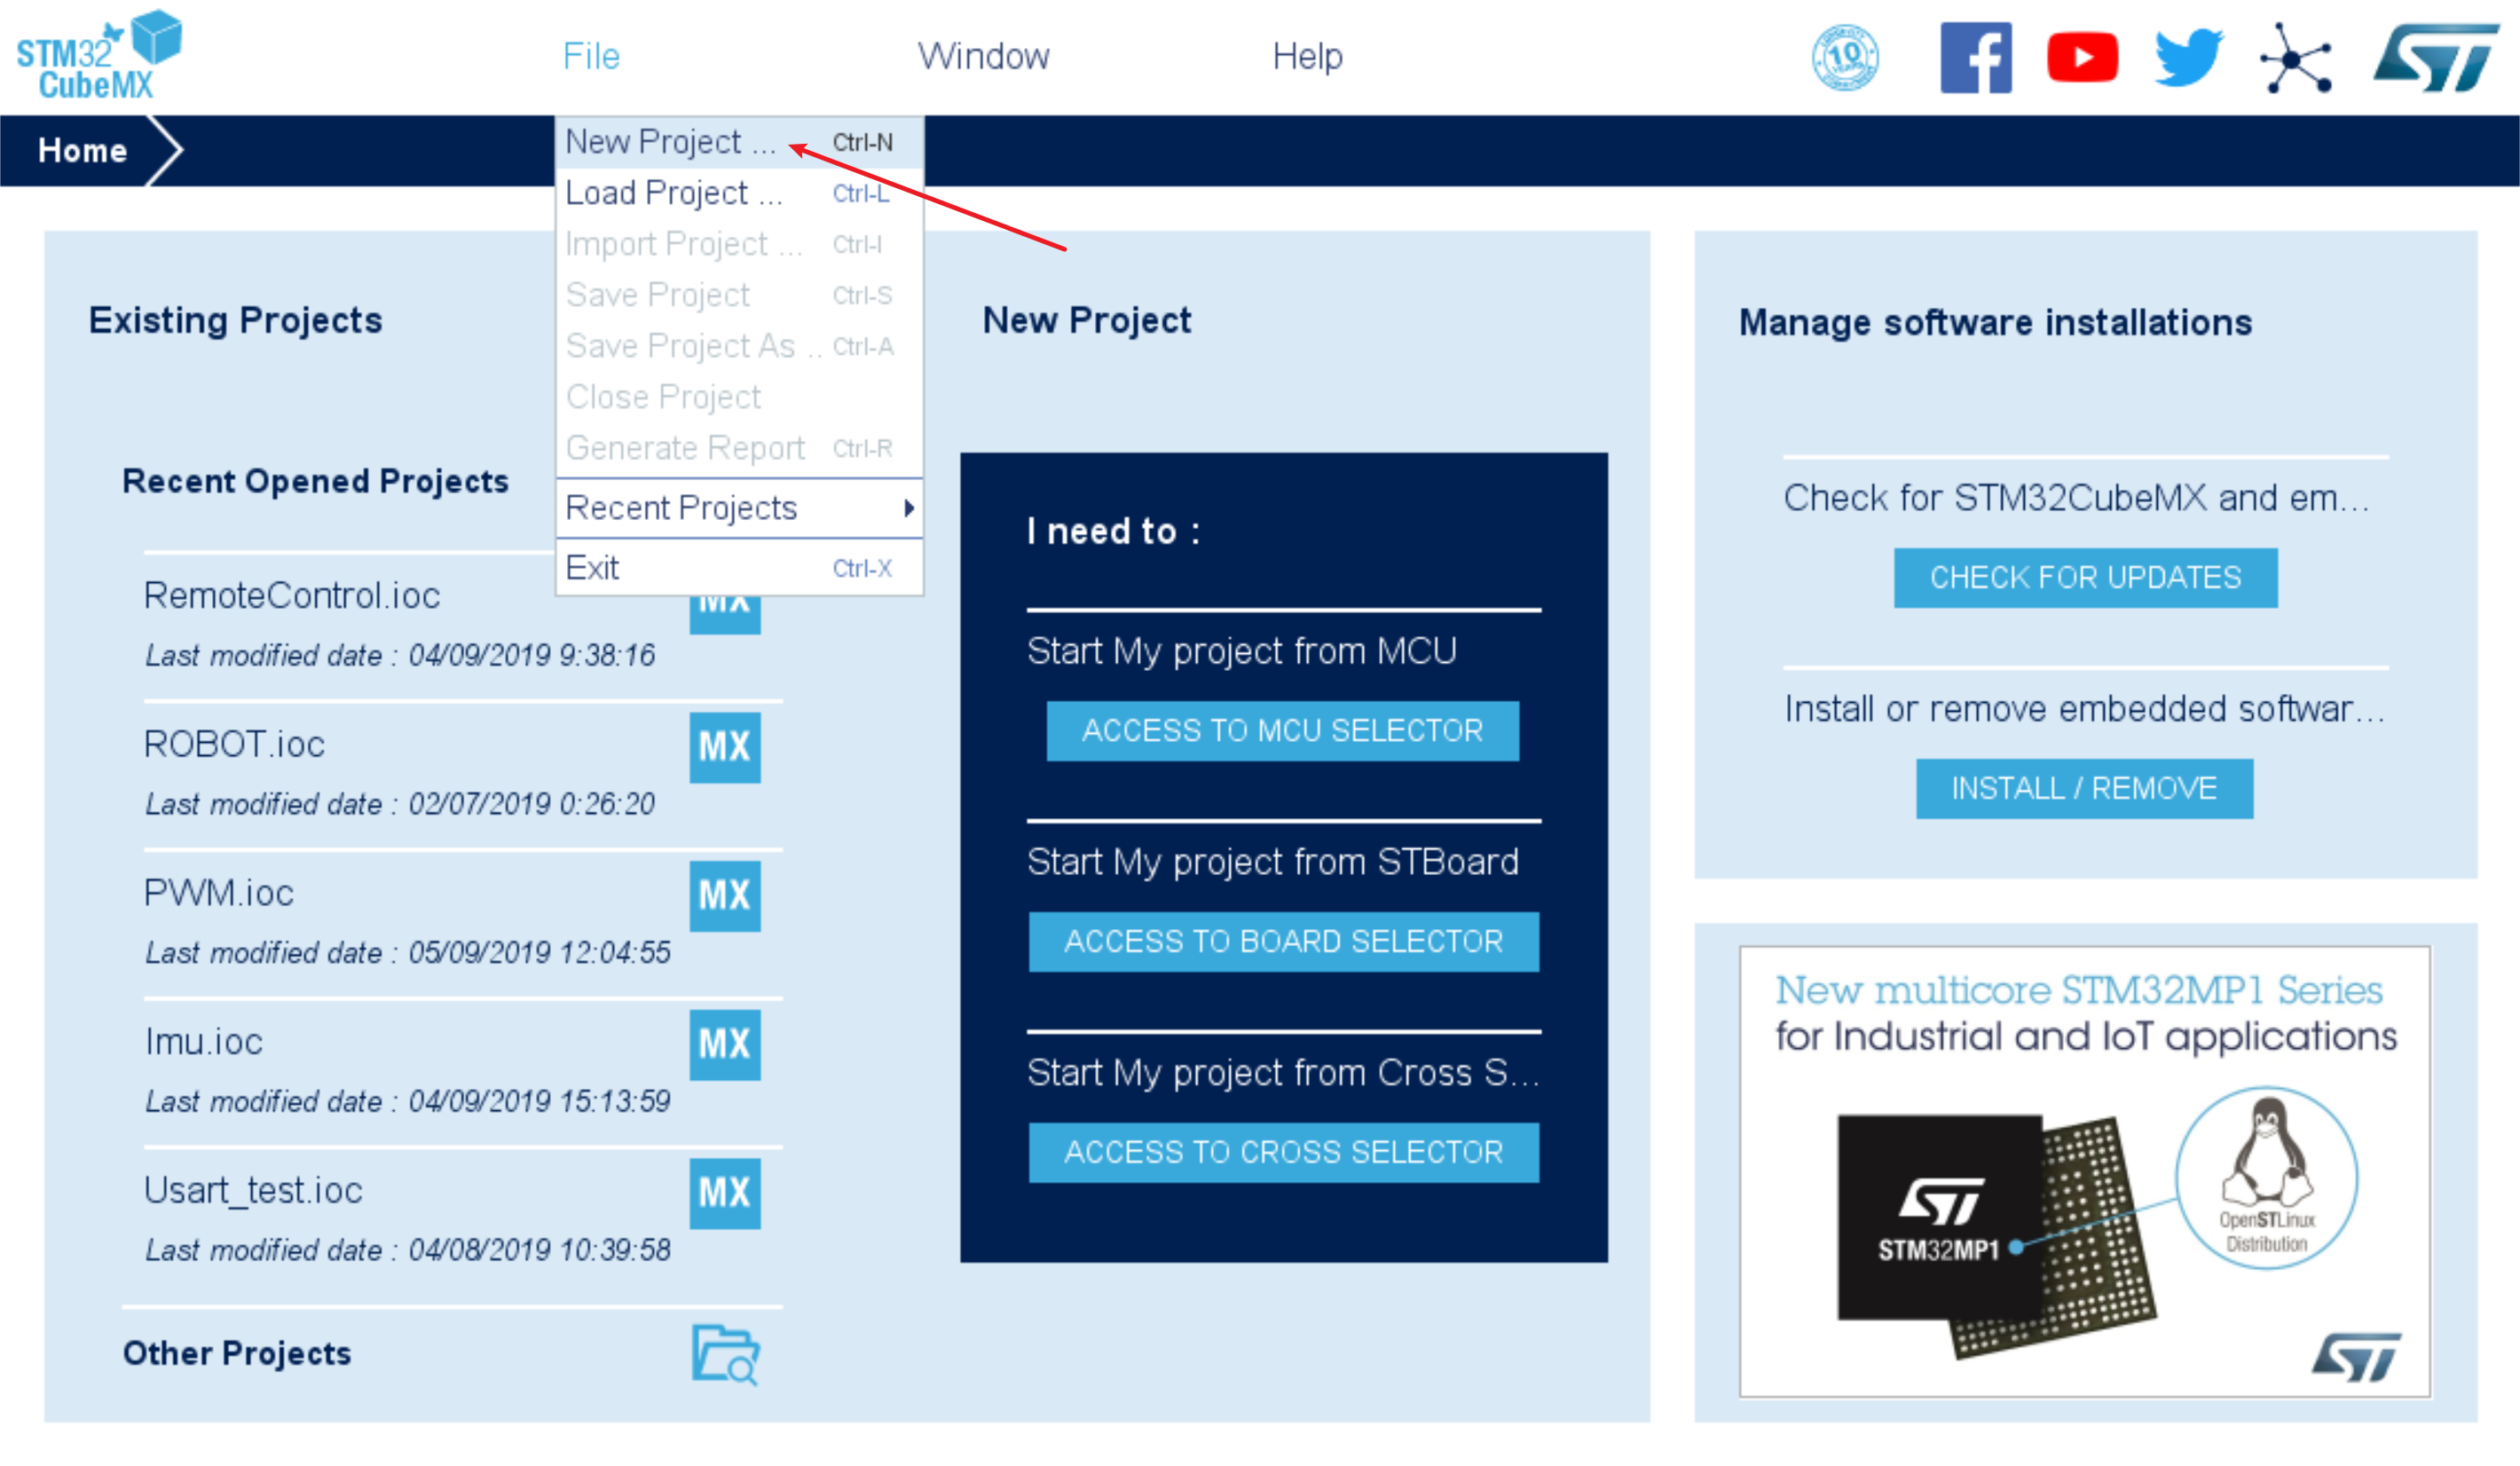 STM32
CubeMX
File
Window
Help
10
YEARS
Home
New Project ... Ctrl-N
Load Project ... Ctrl-L
Import Project ... Ctrl-I
Save Project Ctrl-S
Save Project As .. Ctrl-A
Close Project
Generate Report Ctrl-R
Recent Projects
Exit Ctrl-X
Existing Projects
Recent Opened Projects
RemoteControl.ioc
MX
Last modified date : 04/09/2019 9:38:16
ROBOT.ioc
MX
Last modified date : 02/07/2019 0:26:20
PWM.ioc
MX
Last modified date : 05/09/2019 12:04:55
Imu.ioc
MX
Last modified date : 04/09/2019 15:13:59
Usart_test.ioc
MX
Last modified date : 04/08/2019 10:39:58
Other Projects
New Project
I need to :
Start My project from MCU
ACCESS TO MCU SELECTOR
Start My project from STBoard
ACCESS TO BOARD SELECTOR
Start My project from Cross S...
ACCESS TO CROSS SELECTOR
Manage software installations
Check for STM32CubeMX and em...
CHECK FOR UPDATES
Install or remove embedded softwar...
INSTALL / REMOVE
New multicore STM32MP1 Series
for Industrial and IoT applications
ST
STM32MP1
OpenSTLinux
Distribution
ST